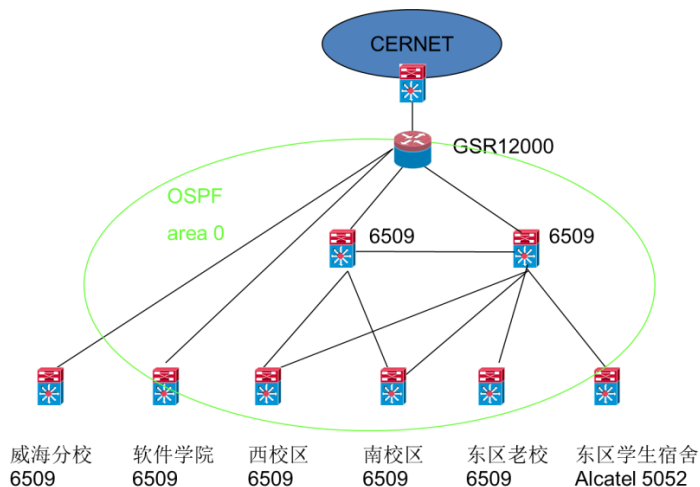 CERNET
GSR12000
OSPF
area 0
6509
6509
威海分校
6509
软件学院
6509
西校区
6509
南校区
6509
东区老校
6509
东区学生宿舍
Alcatel 5052